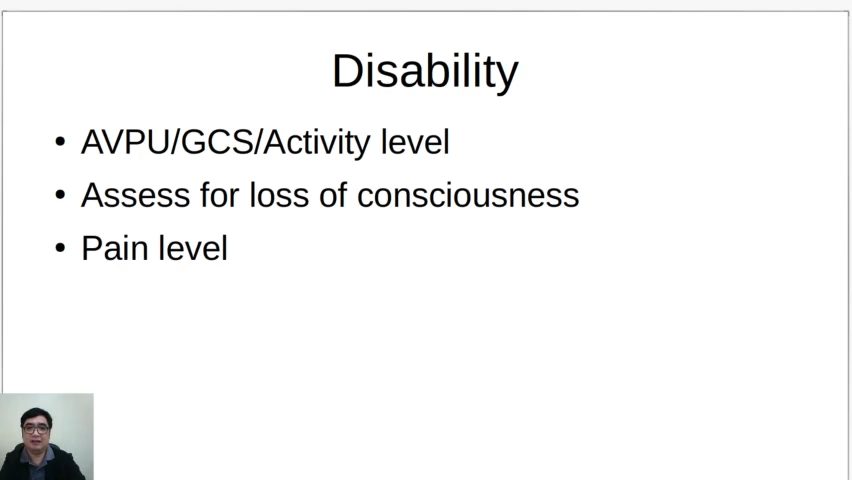 Disability
• AVPU/GCS/Activity level
• Assess for loss of consciousness
• Pain level